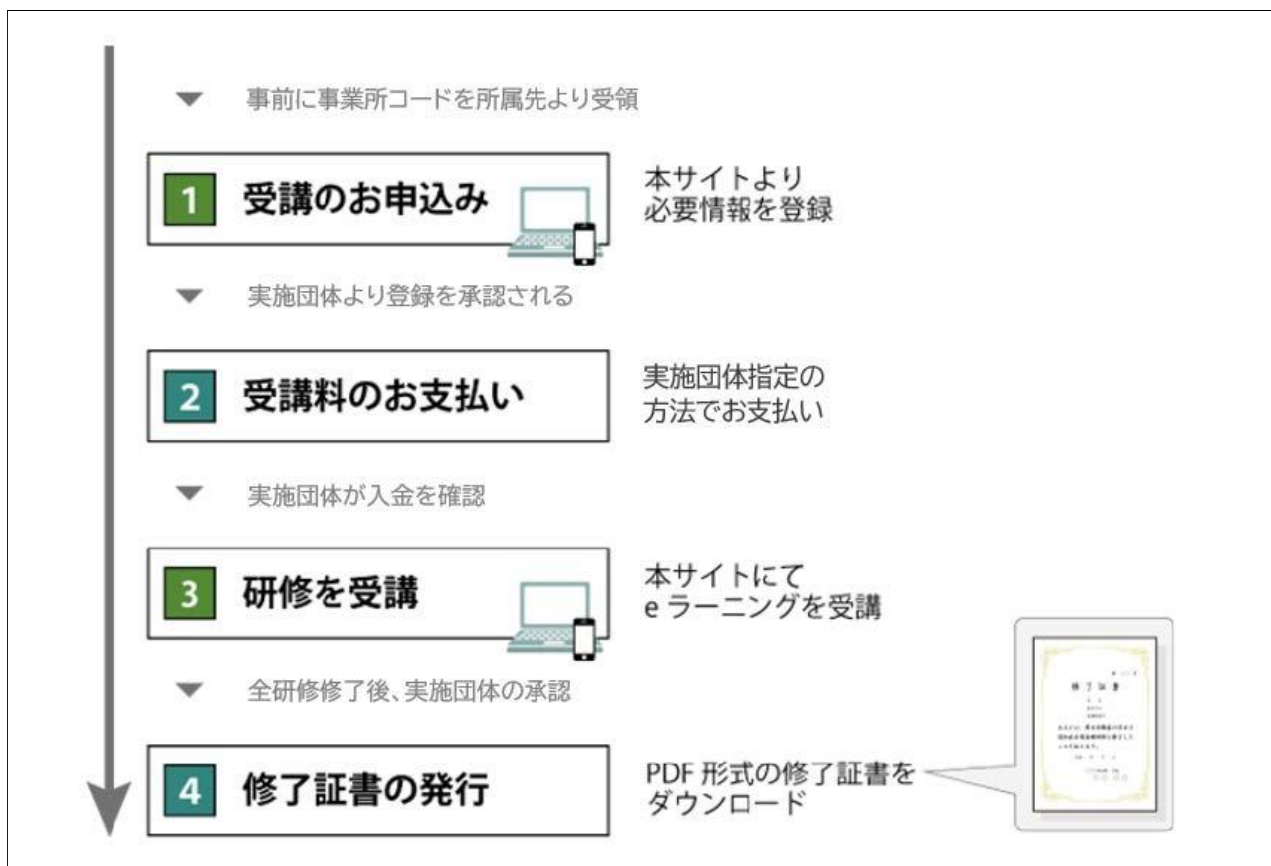 事前に事業所コードを所属先より受領
1 受講のお申込み
本サイトより
必要情報を登録
実施団体より登録を承認される
2 受講料のお支払い
実施団体指定の
方法でお支払い
実施団体が入金を確認
3 研修を受講
本サイトにて
e ラーニングを受講
全研修修了後、実施団体の承認
4 修了証書の発行
PDF 形式の修了証書を
ダウンロード
修了証書